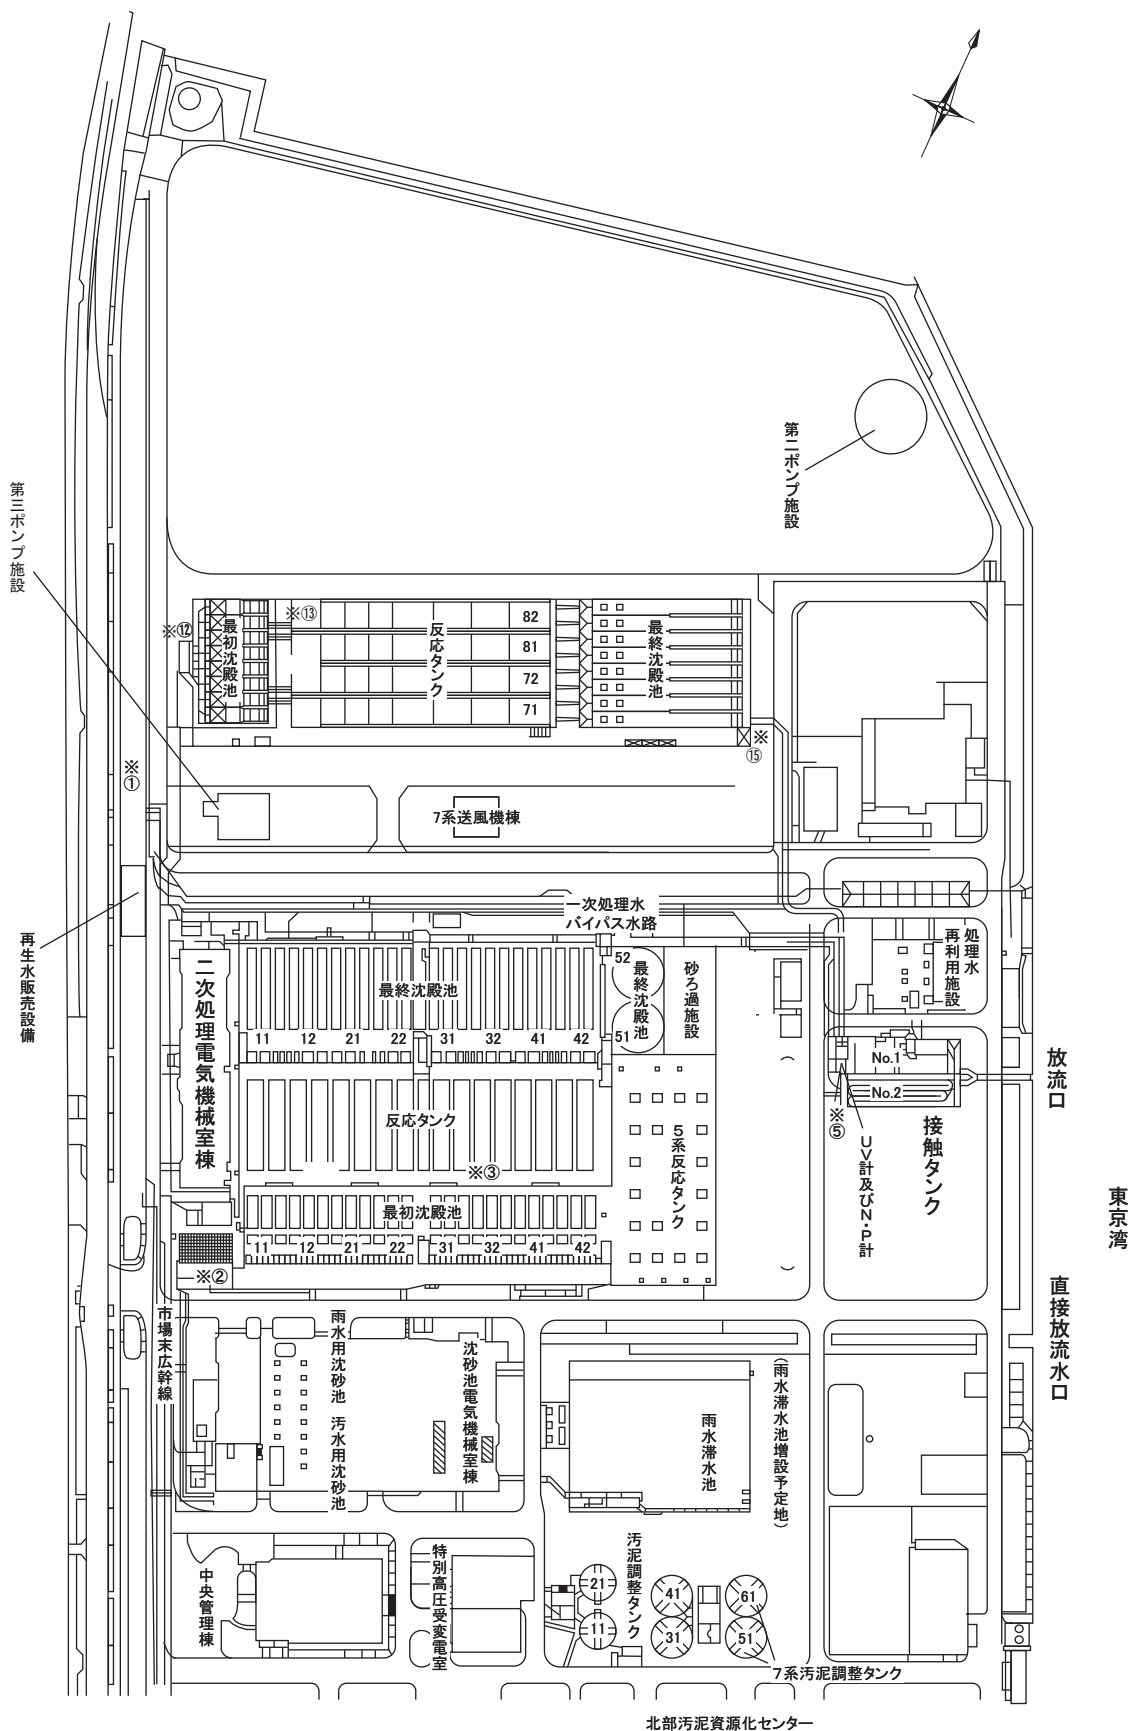 第二ポンプ施設
第三ポンプ施設
※⑫
最初沈殿池
※⑬
反応タンク
82
81
72
71
最終沈殿池
※
⑮
※
①
7系送風機棟
一次処理水
バイパス水路
再生水販売設備
二次処理電気機械室棟
最終沈殿池
11
12
21
22
31
32
41
42
52
51
最終沈殿池
砂ろ過施設
処理水
再利用施設
No.1
No.2
※
⑤
UV計及びN・P計
接触タンク
放流口
東京湾
直接放流水口
反応タンク
※③
5系反応タンク
最初沈殿池
11
12
21
22
31
32
41
42
※②
市場末広幹線
雨水用沈砂池
汚水用沈砂池
沈砂池電気機械室棟
雨水滞水池
(雨水滞水池増設予定地)
中央管理棟
特別高圧受変電室
汚泥調整タンク
21
11
41
31
61
51
7系汚泥調整タンク
北部汚泥資源化センター